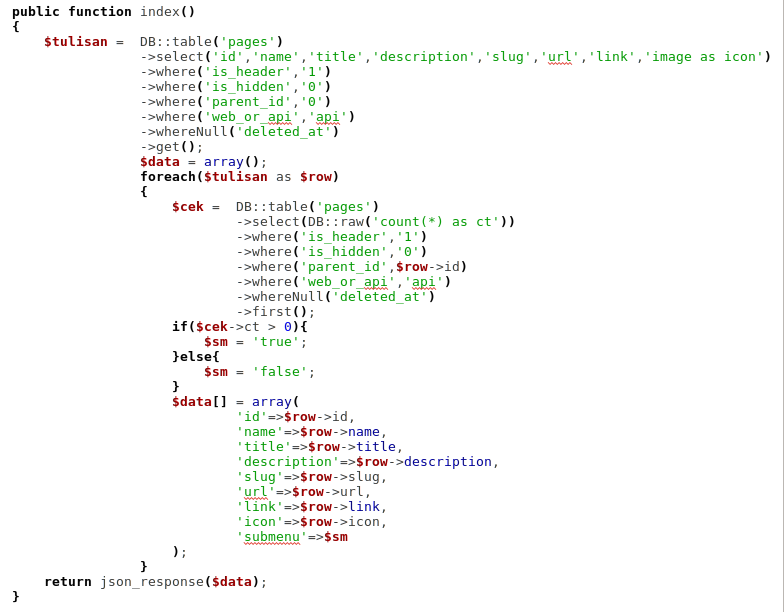 public function index()
{
    $tulisan =  DB::table('pages')
                ->select('id','name','title','description','slug','url','link','image as icon')
                ->where('is_header','1')
                ->where('is_hidden','0')
                ->where('parent_id','0')
                ->where('web_or_api','api')
                ->whereNull('deleted_at')
                ->get();
                $data = array();
                foreach($tulisan as $row)
                {
                    $cek =  DB::table('pages')
                            ->select(DB::raw('count(*) as ct'))
                            ->where('is_header','1')
                            ->where('is_hidden','0')
                            ->where('parent_id',$row->id)
                            ->where('web_or_api','api')
                            ->whereNull('deleted_at')
                            ->first();
                    if($cek->ct > 0){
                        $sm = 'true';
                    }else{
                        $sm = 'false';
                    }
                    $data[] = array(
                            'id'=>$row->id,
                            'name'=>$row->name,
                            'title'=>$row->title,
                            'description'=>$row->description,
                            'slug'=>$row->slug,
                            'url'=>$row->url,
                            'link'=>$row->link,
                            'icon'=>$row->icon,
                            'submenu'=>$sm
                    );
                }
    return json_response($data);
}